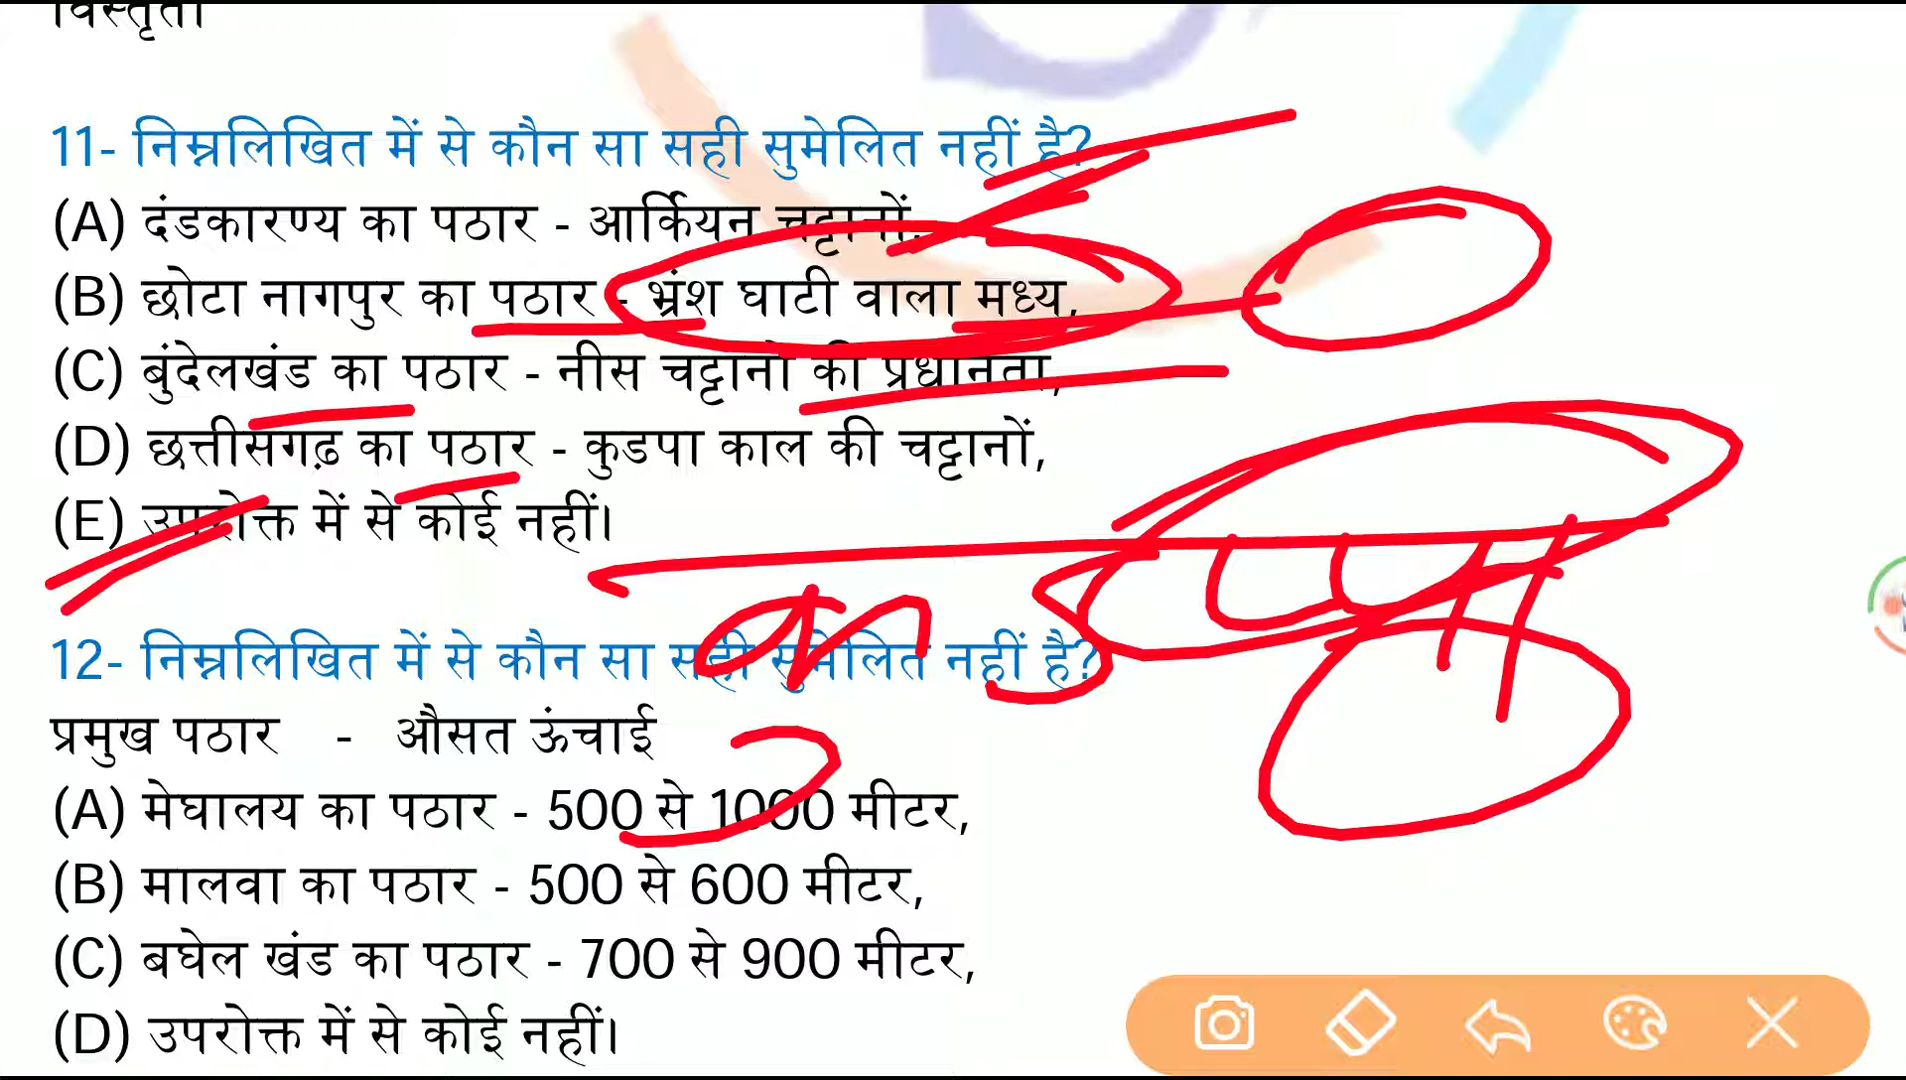 विस्तृता
11- निम्नलिखित में से कौन सा सही सुमेलित नहीं है?
(A) दंडकारण्य का पठार - आर्कियन चट्टानों,
(B) छोटा नागपुर का पठार - भ्रंश घाटी वाला मध्य,
(C) बुंदेलखंड का पठार - नीस चट्टानों की प्रधानता,
(D) छत्तीसगढ़ का पठार - कुडपा काल की चट्टानों,
(E) उपरोक्त में से कोई नहीं।
12- निम्नलिखित में से कौन सा सही सुमेलित नहीं है?
प्रमुख पठार - औसत ऊंचाई
(A) मेघालय का पठार - 500 से 1000 मीटर,
(B) मालवा का पठार - 500 से 600 मीटर,
(C) बघेल खंड का पठार - 700 से 900 मीटर,
(D) उपरोक्त में से कोई नहीं।